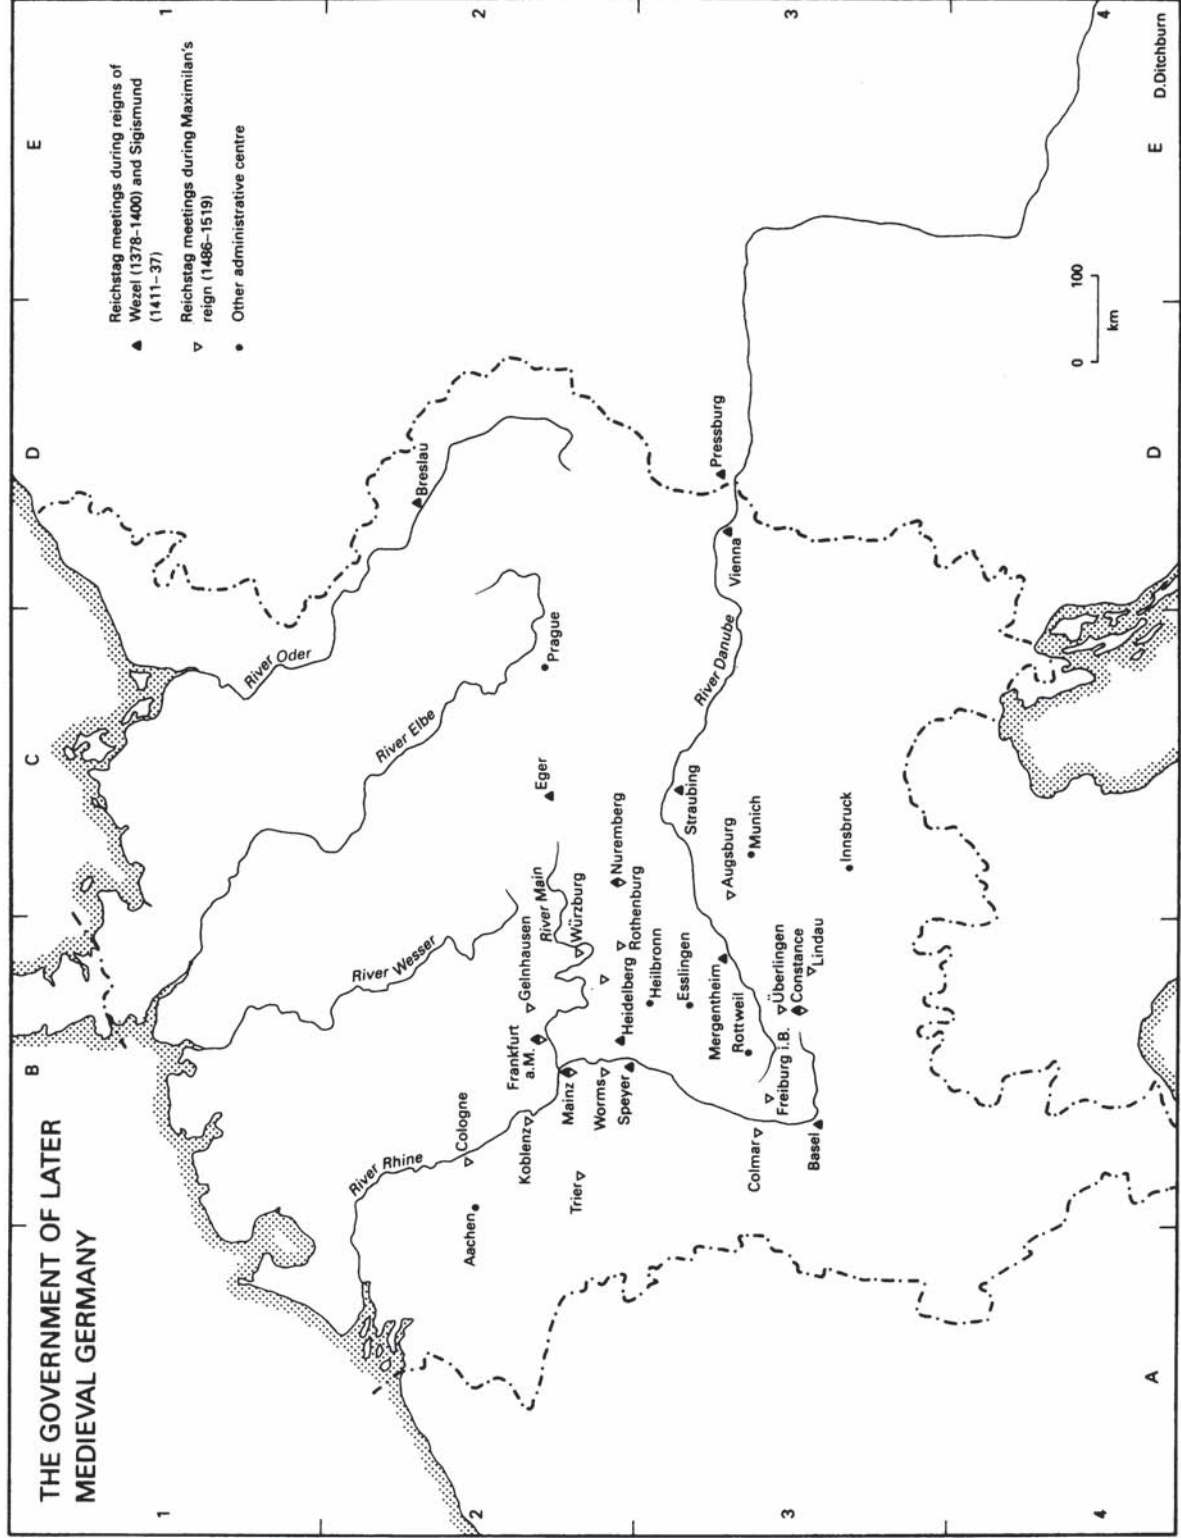 THE GOVERNMENT OF LATER
MEDIEVAL GERMANY
Reichstag meetings during reigns of
Wezel (1378-1400) and Sigismund
(1411-37)
Reichstag meetings during Maximilan's
reign (1486-1519)
Other administrative centre
A
B
C
D
E
1
2
3
4
1
2
3
4
B
C
D
E
A
D
E
River Oder
River Elbe
River Wesser
River Rhine
River Main
River Danube
Breslau
Prague
Eger
Pressburg
Vienna
Straubing
Nuremberg
Rothenburg
Augsburg
Munich
Innsbruck
Gelnhausen
Würzburg
Frankfurt
a.M.
Heidelberg
Heilbronn
Esslingen
Mergentheim
Rottweil
Überlingen
Constance
Lindau
Freiburg i.B.
Cologne
Koblenz
Mainz
Worms
Speyer
Trier
Aachen
Colmar
Basel
0 100
km
D.Ditchburn